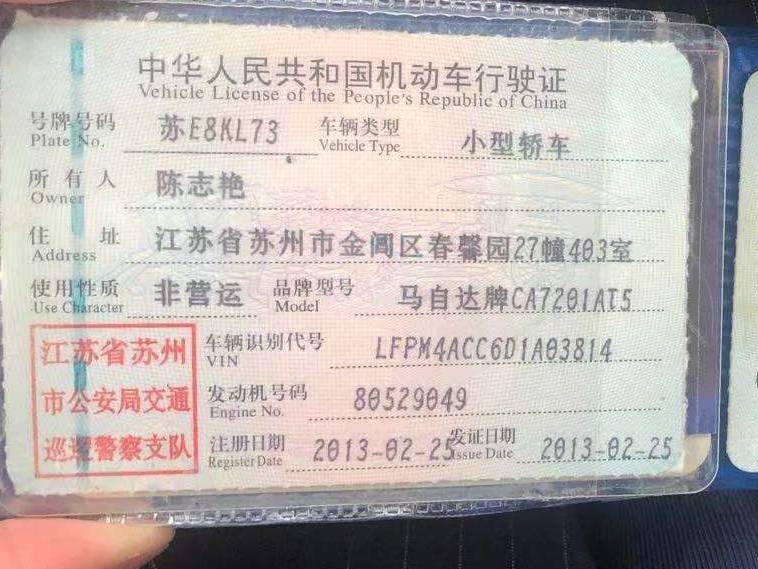 中华人民共和国机动车行驶证
Vehicle License of the People's Republic of China
号牌号码 苏E8KL73 车辆类型 小型轿车
Plate No. Vehicle Type
所有人 陈志艳
Owner
住址 江苏省苏州市金阊区春馨园27幢403室
Address
使用性质 非营运 品牌型号 马自达牌CA7201AT5
Use Character Model
江苏省苏州
市公安局交通
巡逻警察支队
车辆识别代号 LFPM4ACC6D1A03814
VIN
发动机号码 80529049
Engine No.
注册日期 2013-02-25 发证日期 2013-02-25
Register Date Issue Date